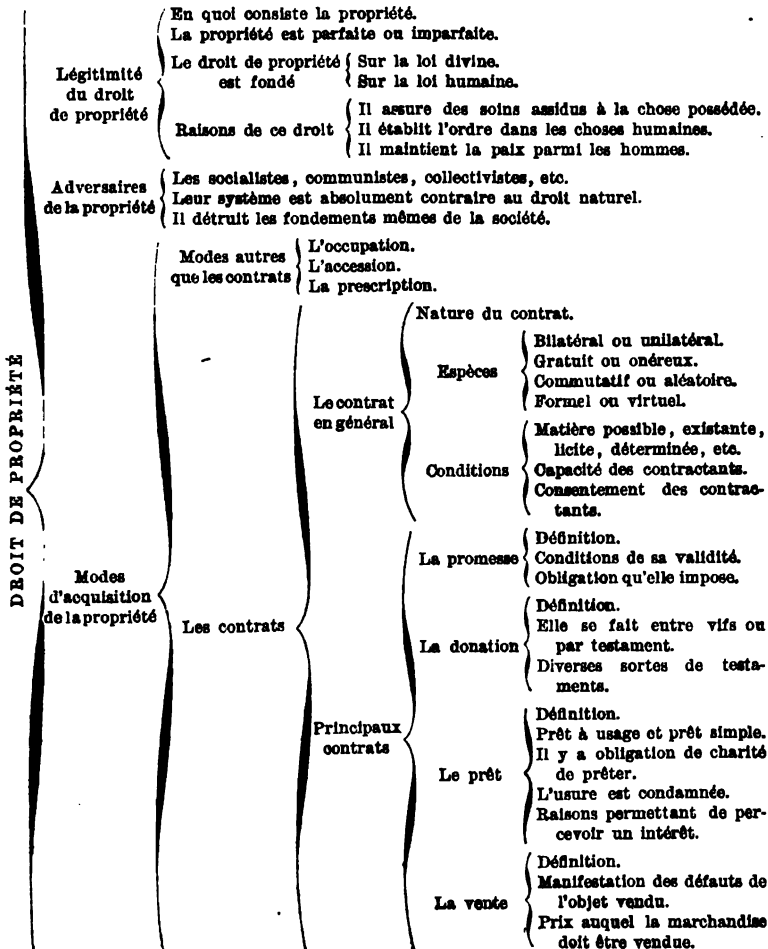 DROIT DE PROPRIÉTÉ
Légitimité
du droit
de propriété
En quoi consiste la propriété.
La propriété est parfaite ou imparfaite.
Le droit de propriété
est fondé
Sur la loi divine.
Sur la loi humaine.
Raisons de ce droit
Il assure des soins assidus à la chose possédée.
Il établit l'ordre dans les choses humaines.
Il maintient la paix parmi les hommes.
Adversaires
de la propriété
Les socialistes, communistes, collectivistes, etc.
Leur système est absolument contraire au droit naturel.
Il détruit les fondements mêmes de la société.
Modes
d'acquisition
de la propriété
Modes autres
que les contrats
L'occupation.
L'accession.
La prescription.
Les contrats
Le contrat
en général
Nature du contrat.
Espèces
Bilatéral ou unilatéral.
Gratuit ou onéreux.
Commutatif ou aléatoire.
Formel ou virtuel.
Conditions
Matière possible, existante,
licite, déterminée, etc.
Capacité des contractants.
Consentement des contrac-
tants.
Principaux
contrats
La promesse
Définition.
Conditions de sa validité.
Obligation qu'elle impose.
La donation
Définition.
Elle se fait entre vifs ou
par testament.
Diverses sortes de testa-
ments.
Le prêt
Définition.
Prêt à usage et prêt simple.
Il y a obligation de charité
de prêter.
L'usure est condamnée.
Raisons permettant de per-
cevoir un intérêt.
La vente
Définition.
Manifestation des défauts de
l'objet vendu.
Prix auquel la marchandise
doit être vendue.